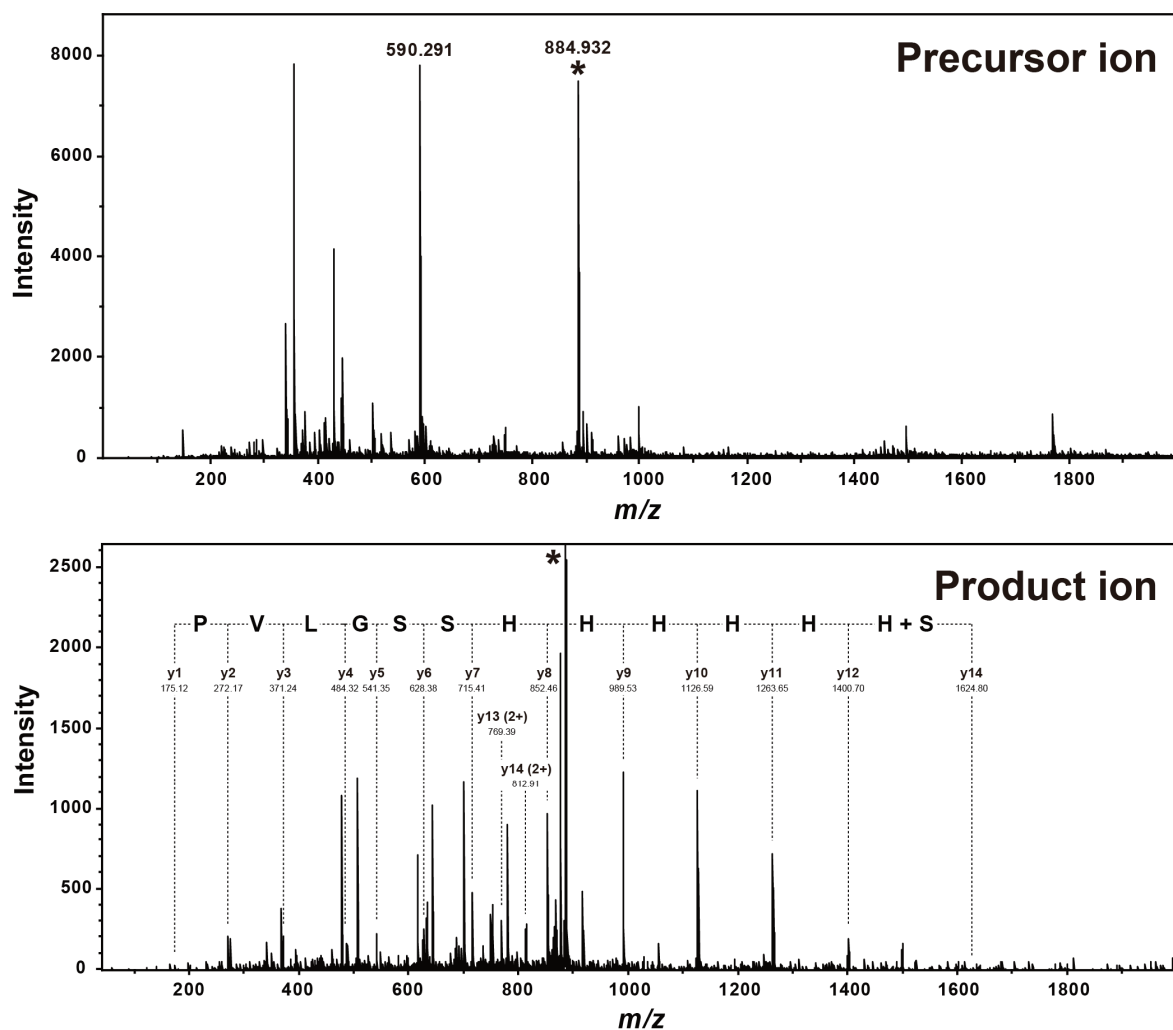 Precursor ion
590.291
884.932
*
8000
6000
4000
2000
0
Intensity
200 400 600 800 1000 1200 1400 1600 1800
m/z
Product ion
*
2500
2000
1500
1000
500
0
Intensity
P V L G S S H H H H H H + S
y1 y2 y3 y4 y5 y6 y7 y8 y9 y10 y11 y12 y14
175.12 272.17 371.24 484.32 541.35 628.38 715.41 852.46 989.53 1126.59 1263.65 1400.70 1624.80
y13 (2+)
769.39
y14 (2+)
812.91
200 400 600 800 1000 1200 1400 1600 1800
m/z